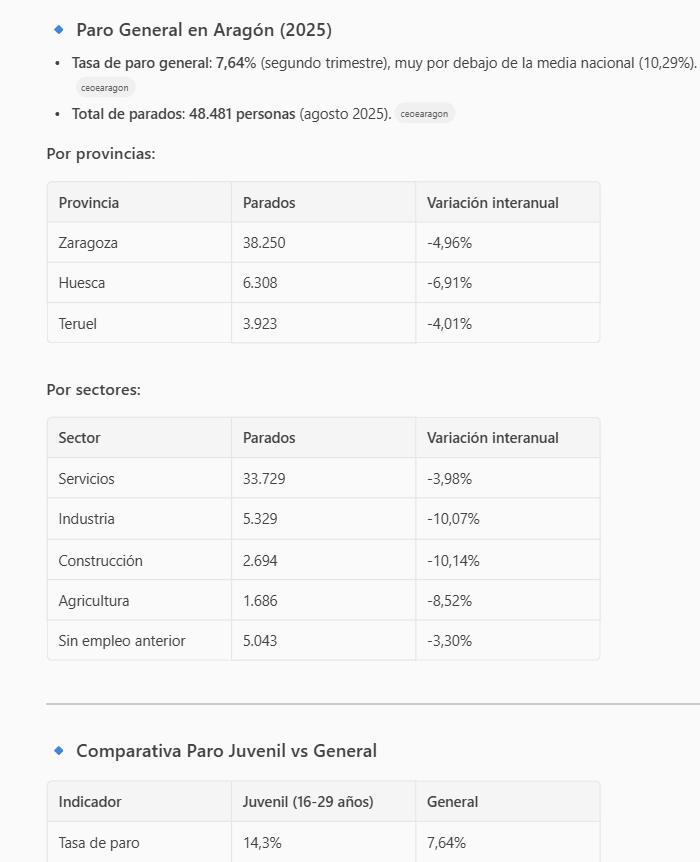 🔹 Paro General en Aragón (2025)
• Tasa de paro general: 7,64% (segundo trimestre), muy por debajo de la media nacional (10,29%).
ceoearagon
• Total de parados: 48.481 personas (agosto 2025). ceoearagon
Por provincias:
Provincia Parados Variación interanual
Zaragoza 38.250 -4,96%
Huesca 6.308 -6,91%
Teruel 3.923 -4,01%
Por sectores:
Sector Parados Variación interanual
Servicios 33.729 -3,98%
Industria 5.329 -10,07%
Construcción 2.694 -10,14%
Agricultura 1.686 -8,52%
Sin empleo anterior 5.043 -3,30%
🔹 Comparativa Paro Juvenil vs General
Indicador Juvenil (16-29 años) General
Tasa de paro 14,3% 7,64%